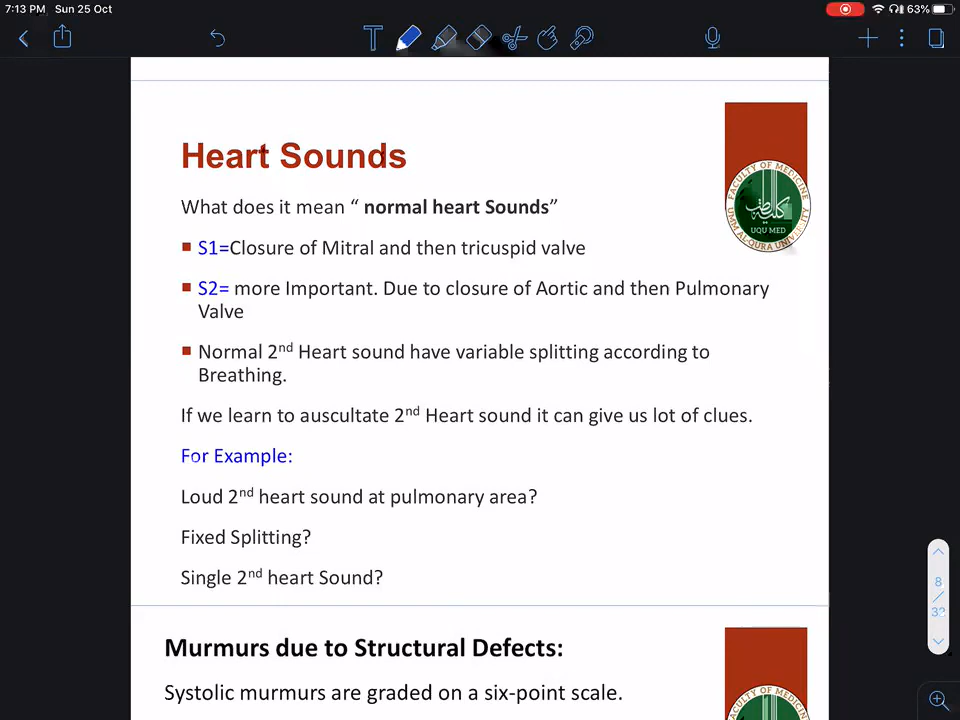 7:13 PM Sun 25 Oct
63%
Heart Sounds
What does it mean “ normal heart Sounds”
S1=Closure of Mitral and then tricuspid valve
S2= more Important. Due to closure of Aortic and then Pulmonary
Valve
Normal 2nd Heart sound have variable splitting according to
Breathing.
If we learn to auscultate 2nd Heart sound it can give us lot of clues.
For Example:
Loud 2nd heart sound at pulmonary area?
Fixed Splitting?
Single 2nd heart Sound?
FACULTY OF MEDICINE
UQU MED
UMM AL-QURA UNIVERSITY
8
/
32
Murmurs due to Structural Defects:
Systolic murmurs are graded on a six-point scale.
FACULTY OF MEDICINE